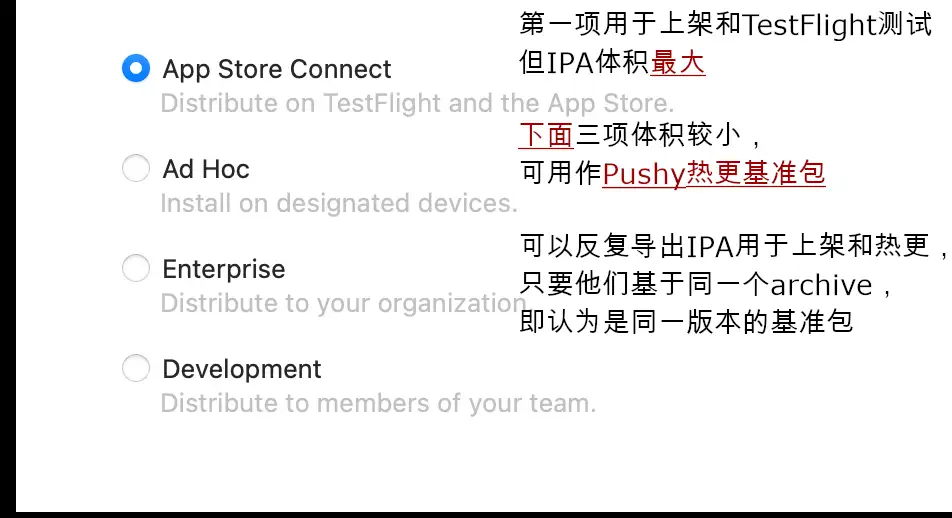 第一项用于上架和TestFlight测试
但IPA体积最大
App Store Connect
Distribute on TestFlight and the App Store.
下面三项体积较小，
可用作Pushy热更基准包
Ad Hoc
Install on designated devices.
可以反复导出IPA用于上架和热更，
只要他们基于同一个archive，
即认为是同一版本的基准包
Enterprise
Distribute to your organization
Development
Distribute to members of your team.